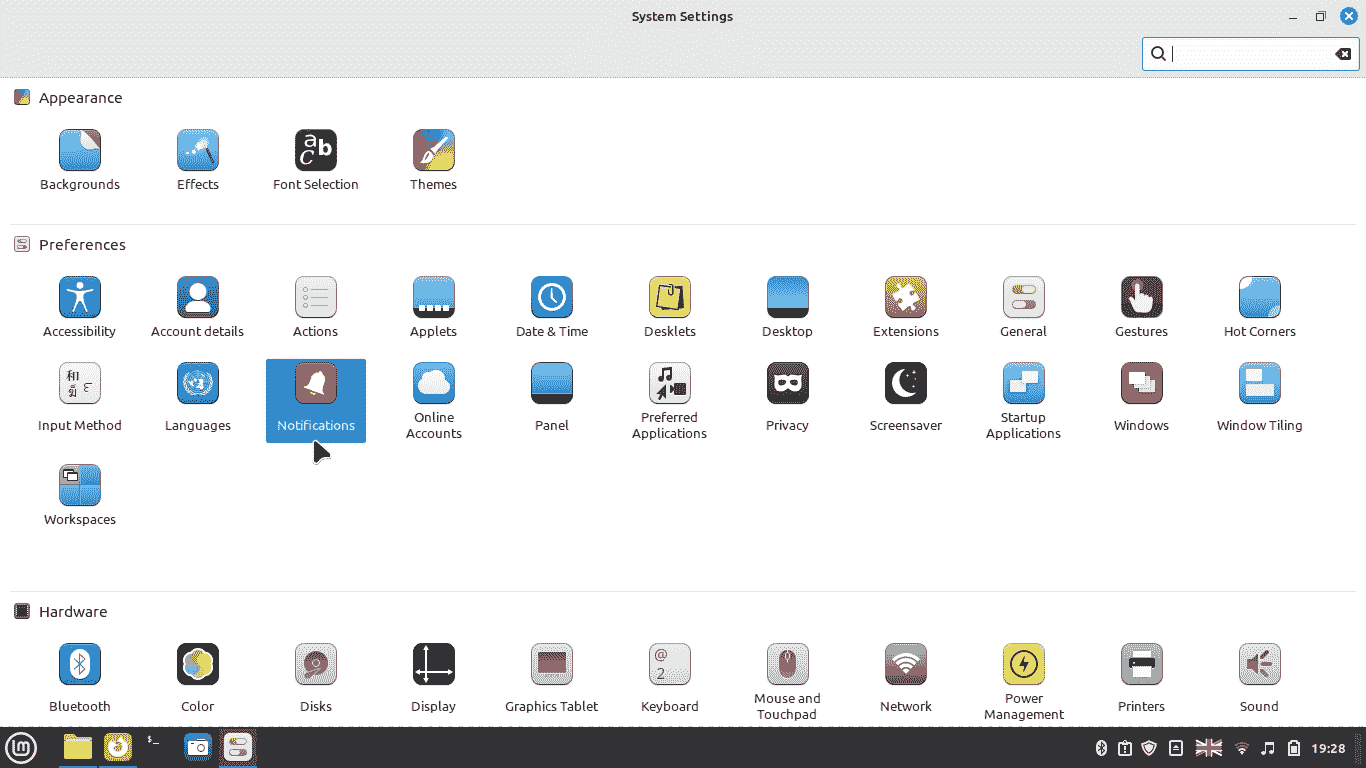 System Settings
Appearance
Backgrounds
Effects
Font Selection
Themes
Preferences
Accessibility
Account details
Actions
Applets
Date & Time
Desklets
Desktop
Extensions
General
Gestures
Hot Corners
Input Method
Languages
Notifications
Online
Accounts
Panel
Preferred
Applications
Privacy
Screensaver
Startup
Applications
Windows
Window Tiling
Workspaces
Hardware
Bluetooth
Color
Disks
Display
Graphics Tablet
Keyboard
Mouse and
Touchpad
Network
Power
Management
Printers
Sound
19:28